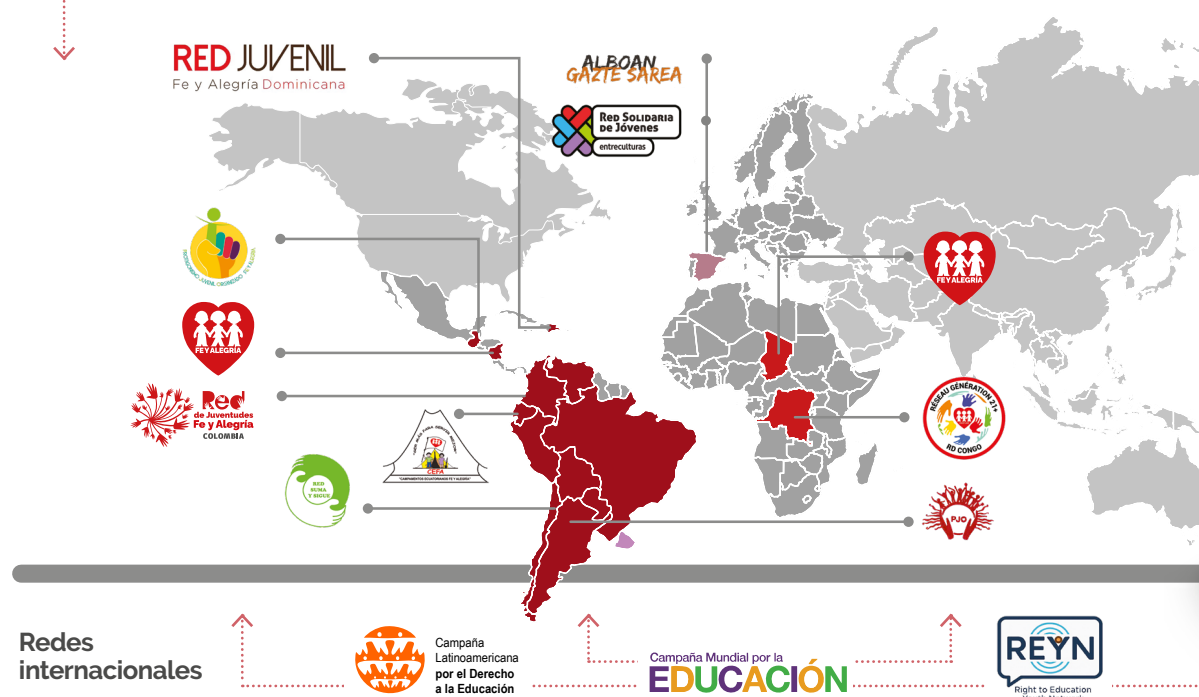 RED JUVENIL
Fe y Alegría Dominicana
ALBOAN
GAZTE SAREA
RED SOLIDARIA
DE JÓVENES
entreculturas
FE Y ALEGRÍA
FE Y ALEGRÍA
Red
de Juventudes
Fe y Alegría
COLOMBIA
CEFA
"CAMPAMENTOS ECUATORIANOS FE Y ALEGRÍA"
RÉSEAU GÉNÉRATION 21+
RD CONGO
RED
SUMA
Y SIGUE
PJO
Redes
internacionales
Campaña
Latinoamericana
por el Derecho
a la Educación
Campaña Mundial por la
EDUCACIÓN
REYN
Right to Education